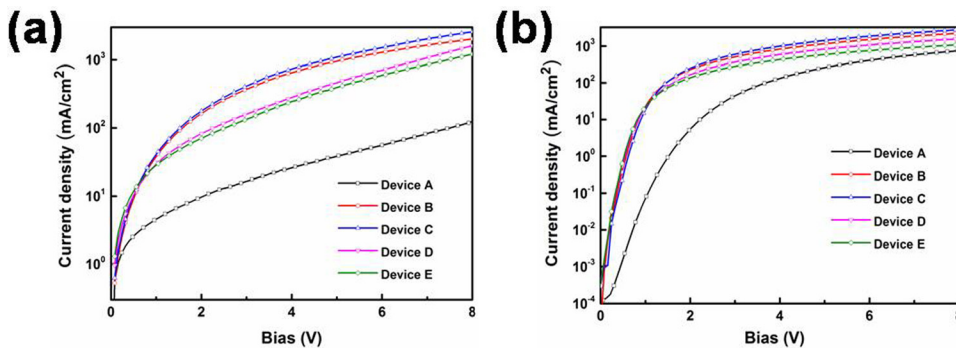 (a)
Current density (mA/cm²)
10³
10²
10¹
10⁰
Device A
Device B
Device C
Device D
Device E
0 2 4 6 8
Bias (V)
(b)
Current density (mA/cm²)
10³
10²
10¹
10⁰
10⁻¹
10⁻²
10⁻³
10⁻⁴
Device A
Device B
Device C
Device D
Device E
0 2 4 6 8
Bias (V)